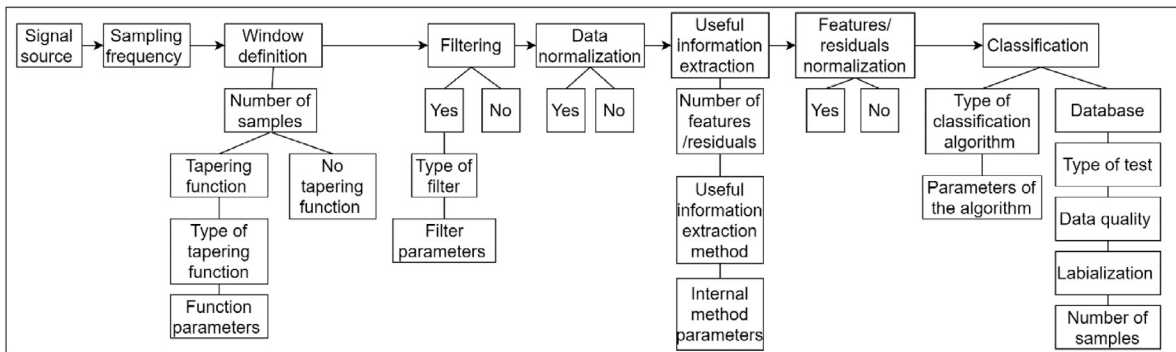 Signal
source
Sampling
frequency
Window
definition
Filtering
Data
normalization
Useful
information
extraction
Features/
residuals
normalization
Classification
Number of
samples
Tapering
function
No
tapering
function
Type of
tapering
function
Function
parameters
Yes
No
Type of
filter
Filter
parameters
Yes
No
Number of
features
/residuals
Useful
information
extraction
method
Internal
method
parameters
Yes
No
Type of
classification
algorithm
Parameters of
the algorithm
Database
Type of test
Data quality
Labialization
Number of
samples